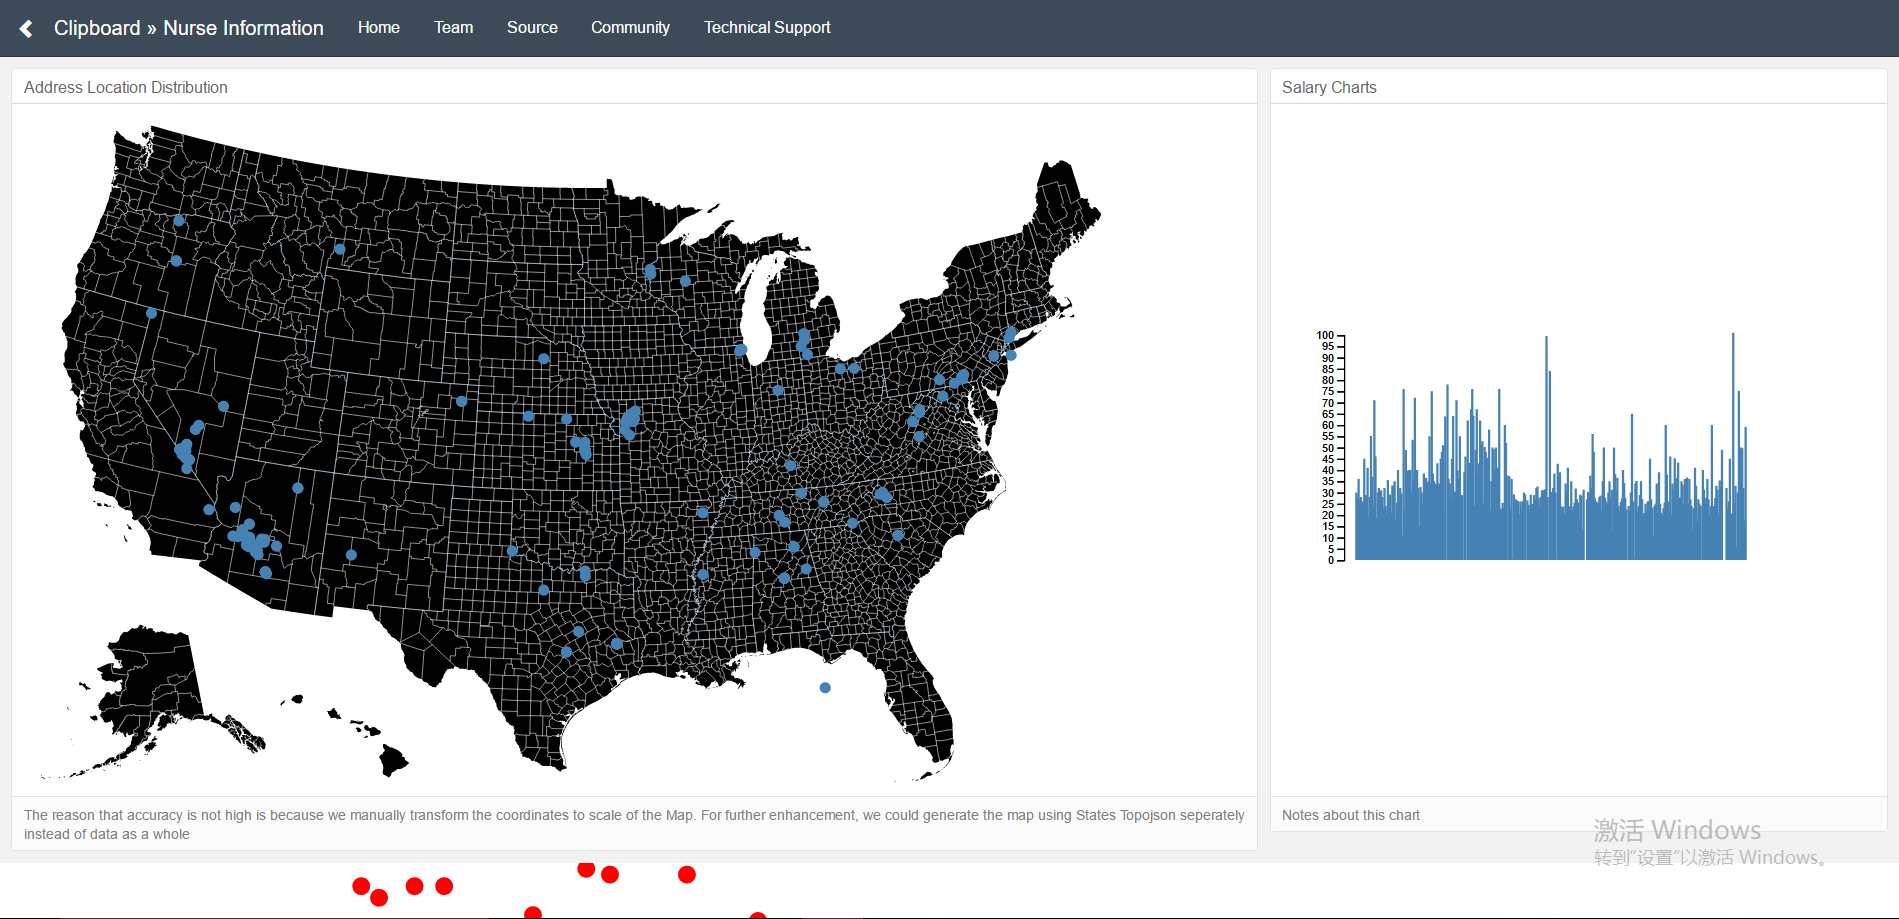 Clipboard » Nurse Information
Home
Team
Source
Community
Technical Support
Address Location Distribution
The reason that accuracy is not high is because we manually transform the coordinates to scale of the Map. For further enhancement, we could generate the map using States Topojson seperately
instead of data as a whole
Salary Charts
100
95
90
85
80
75
70
65
60
55
50
45
40
35
30
25
20
15
10
5
0
Notes about this chart
激活 Windows
转到“设置”以激活 Windows。